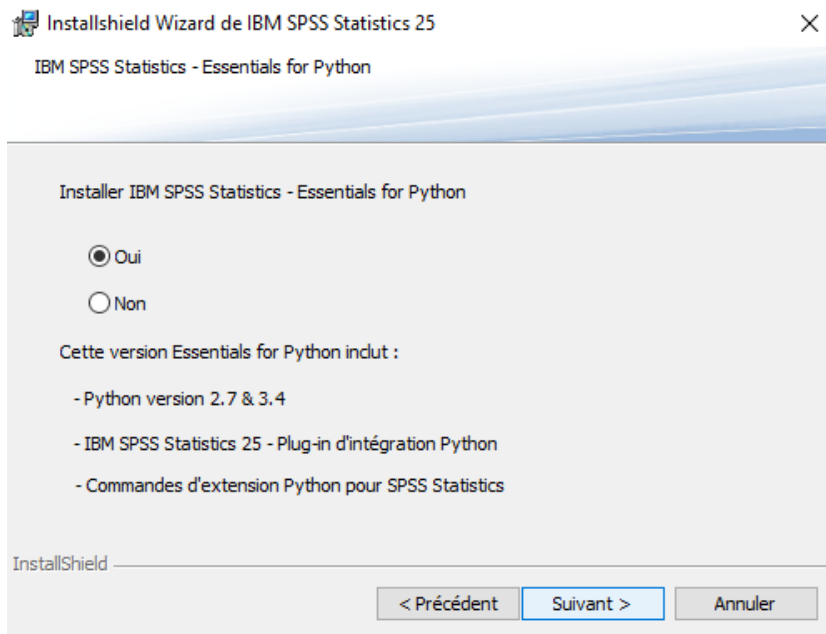 Installshield Wizard de IBM SPSS Statistics 25
IBM SPSS Statistics - Essentials for Python
Installer IBM SPSS Statistics - Essentials for Python
Oui
Non
Cette version Essentials for Python inclut :
- Python version 2.7 & 3.4
- IBM SPSS Statistics 25 - Plug-in d'intégration Python
- Commandes d'extension Python pour SPSS Statistics
InstallShield
< Précédent Suivant > Annuler